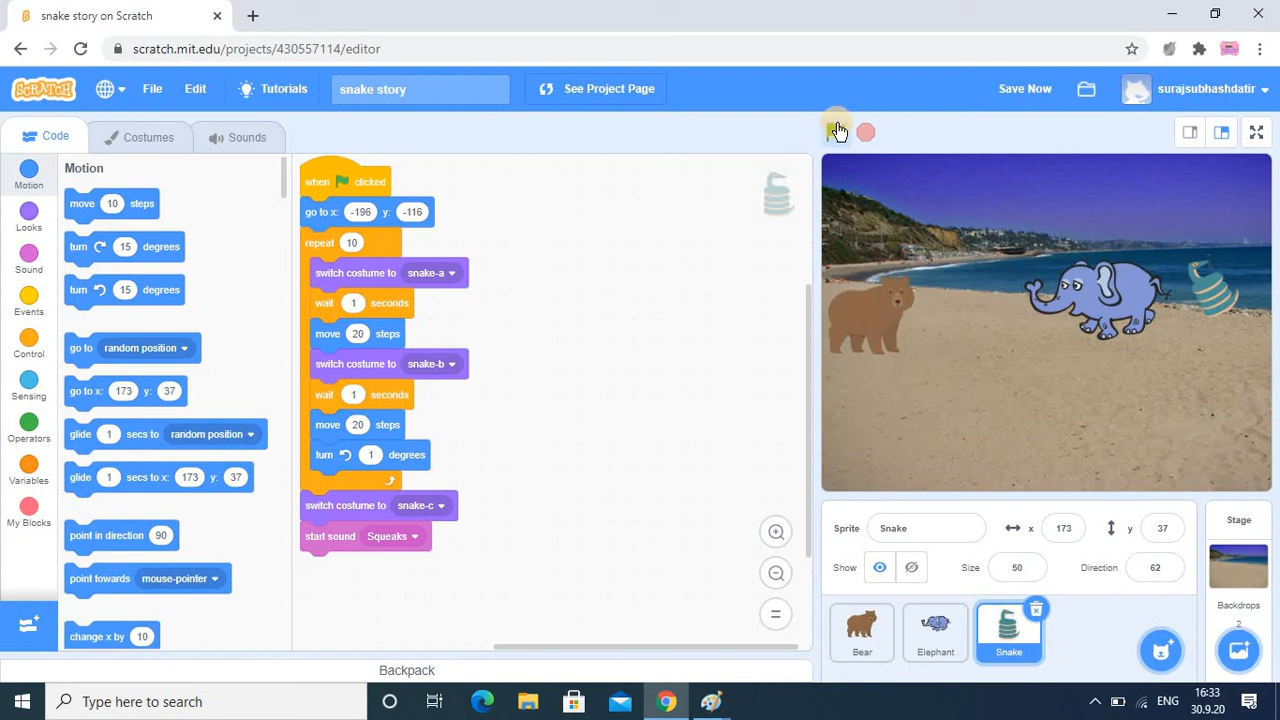 snake story on Scratch
scratch.mit.edu/projects/430557114/editor
SCRATCH File Edit Tutorials snake story See Project Page Save Now surajsubhashdatir
Code Costumes Sounds
Motion
Looks
Sound
Events
Control
Sensing
Operators
Variables
My Blocks
Motion
move 10 steps
turn 15 degrees
turn 15 degrees
go to random position
go to x: 173 y: 37
glide 1 secs to random position
glide 1 secs to x: 173 y: 37
point in direction 90
point towards mouse-pointer
change x by 10
when clicked
go to x: -196 y: -116
repeat 10
switch costume to snake-a
wait 1 seconds
move 20 steps
switch costume to snake-b
wait 1 seconds
move 20 steps
turn 1 degrees
switch costume to snake-c
start sound Squeaks
Backpack
Sprite Snake x 173 y 37
Show Size 50 Direction 62
Bear Elephant Snake
Stage
Backdrops
2
Type here to search
ENG
16:33
30.9.20